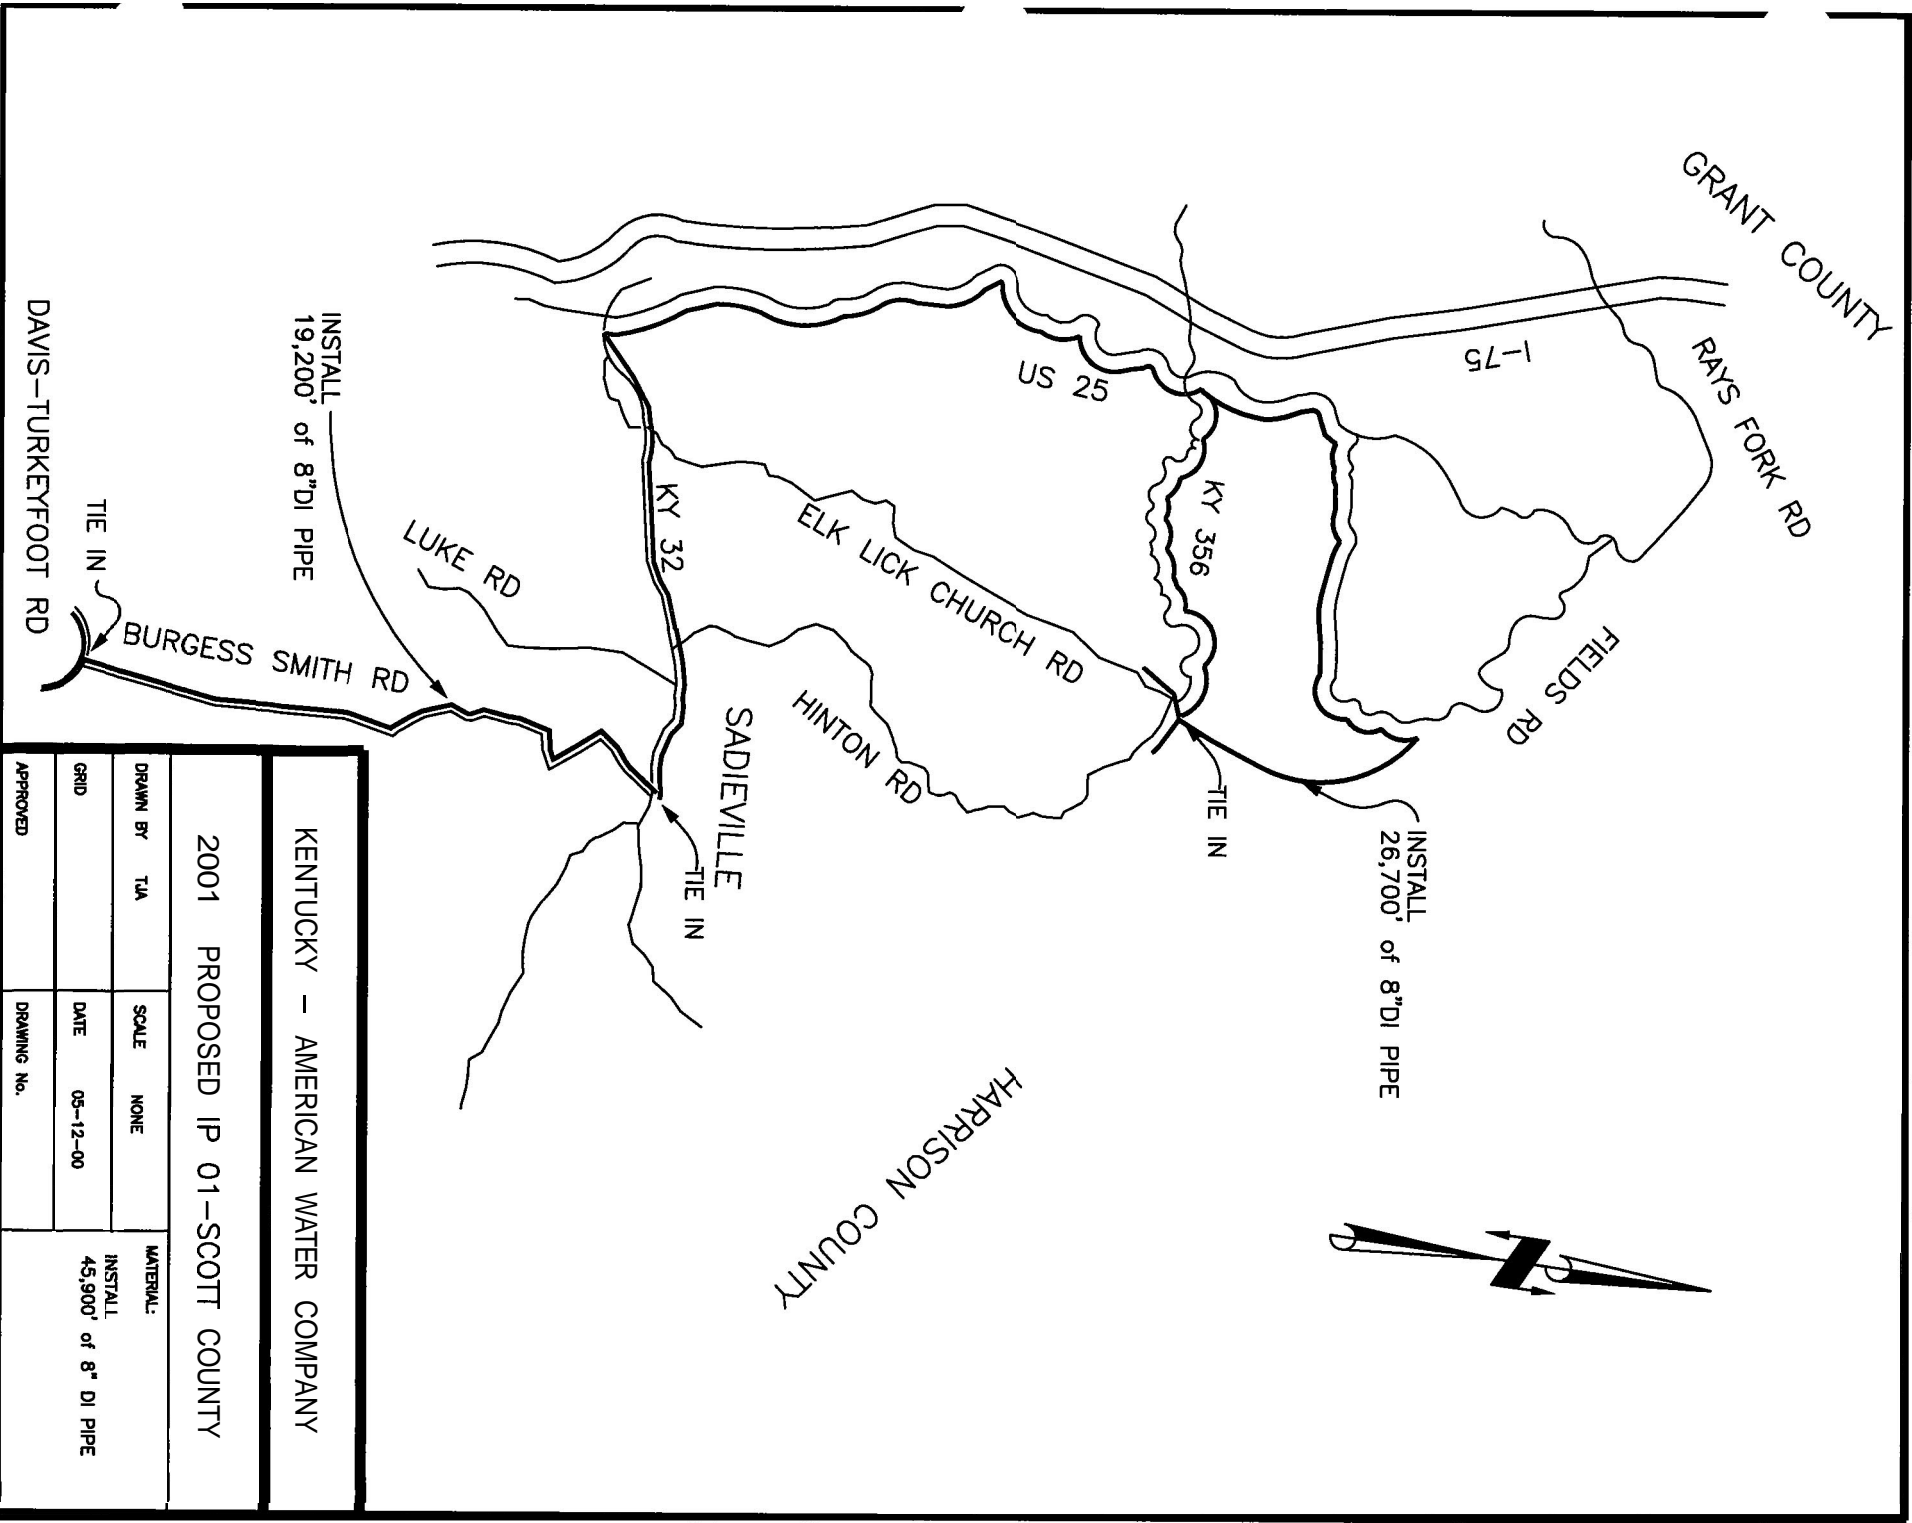 GRANT COUNTY
RAYS FORK RD
I-75
US 25
KY 356
FIELDS RD
ELK LICK CHURCH RD
HINTON RD
KY 32
LUKE RD
SADIEVILLE
TIE IN
TIE IN
INSTALL
26,700' of 8"DI PIPE
INSTALL
19,200' of 8"DI PIPE
DAVIS-TURKEYFOOT RD
TIE IN
BURGESS SMITH RD
HARRISON COUNTY
KENTUCKY - AMERICAN WATER COMPANY
2001 PROPOSED IP 01-SCOTT COUNTY
DRAWN BY TJA
SCALE NONE
MATERIAL:
INSTALL
45,900' of 8" DI PIPE
GRID
DATE 05-12-00
APPROVED
DRAWING No.